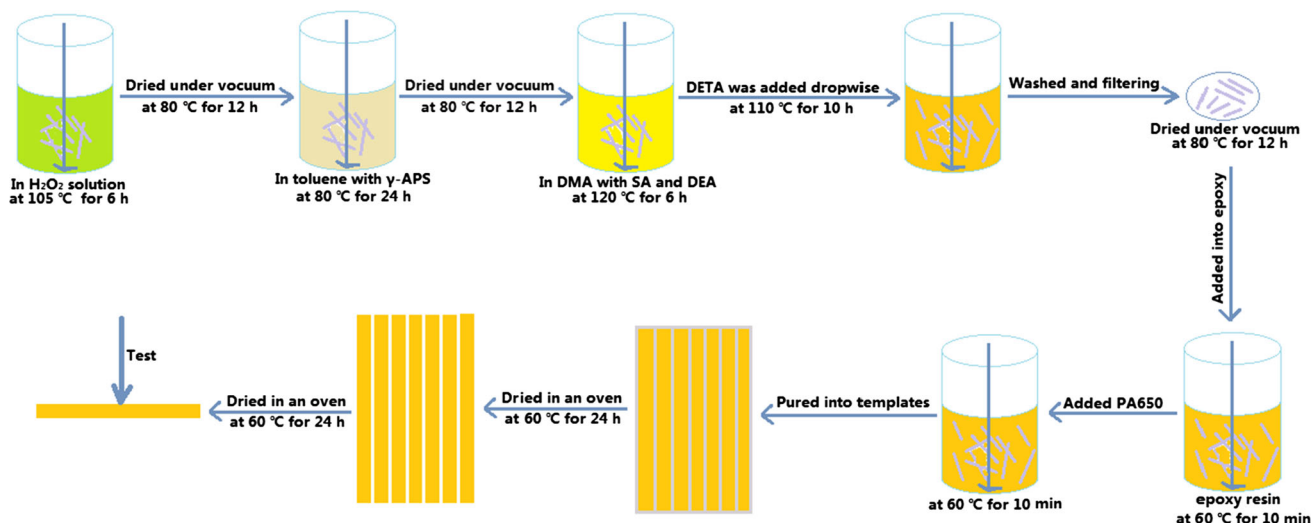 Dried under vocuum
at 80 ℃ for 12 h
Dried under vocuum
at 80 ℃ for 12 h
DETA was added dropwise
at 110 ℃ for 10 h
Washed and filtering
In H₂O₂ solution
at 105 ℃ for 6 h
In toluene with γ-APS
at 80 ℃ for 24 h
In DMA with SA and DEA
at 120 ℃ for 6 h
Dried under vocuum
at 80 ℃ for 12 h
Added into epoxy
Test
Dried in an oven
at 60 ℃ for 24 h
Dried in an oven
at 60 ℃ for 24 h
Pured into templates
Added PA650
at 60 ℃ for 10 min
epoxy resin
at 60 ℃ for 10 min